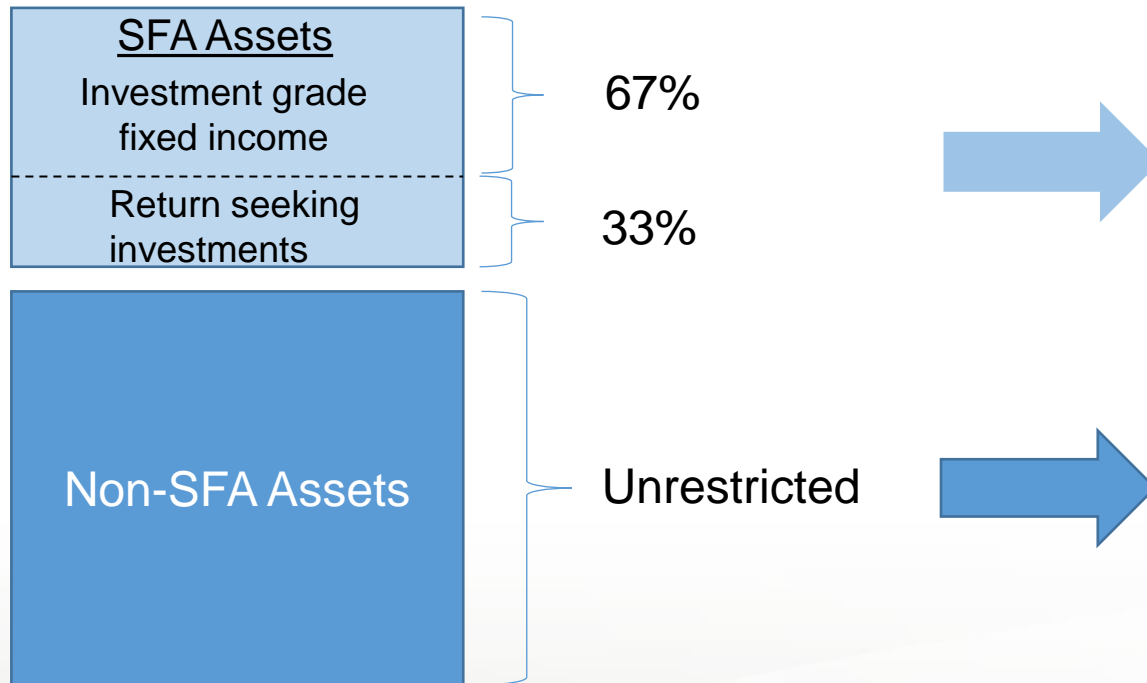 SFA Assets
Investment grade
fixed income
67%
Return seeking
investments
33%
Non-SFA Assets
Unrestricted